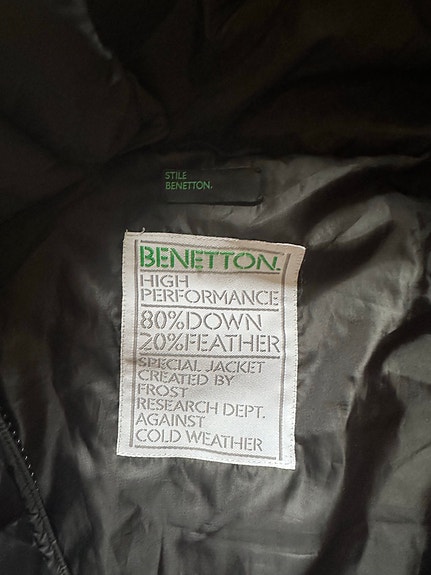 STILE
BENETTON.
BENETTON.
HIGH
PERFORMANCE
80%DOWN
20%FEATHER
SPECIAL JACKET
CREATED BY
FROST
RESEARCH DEPT.
AGAINST
COLD WEATHER